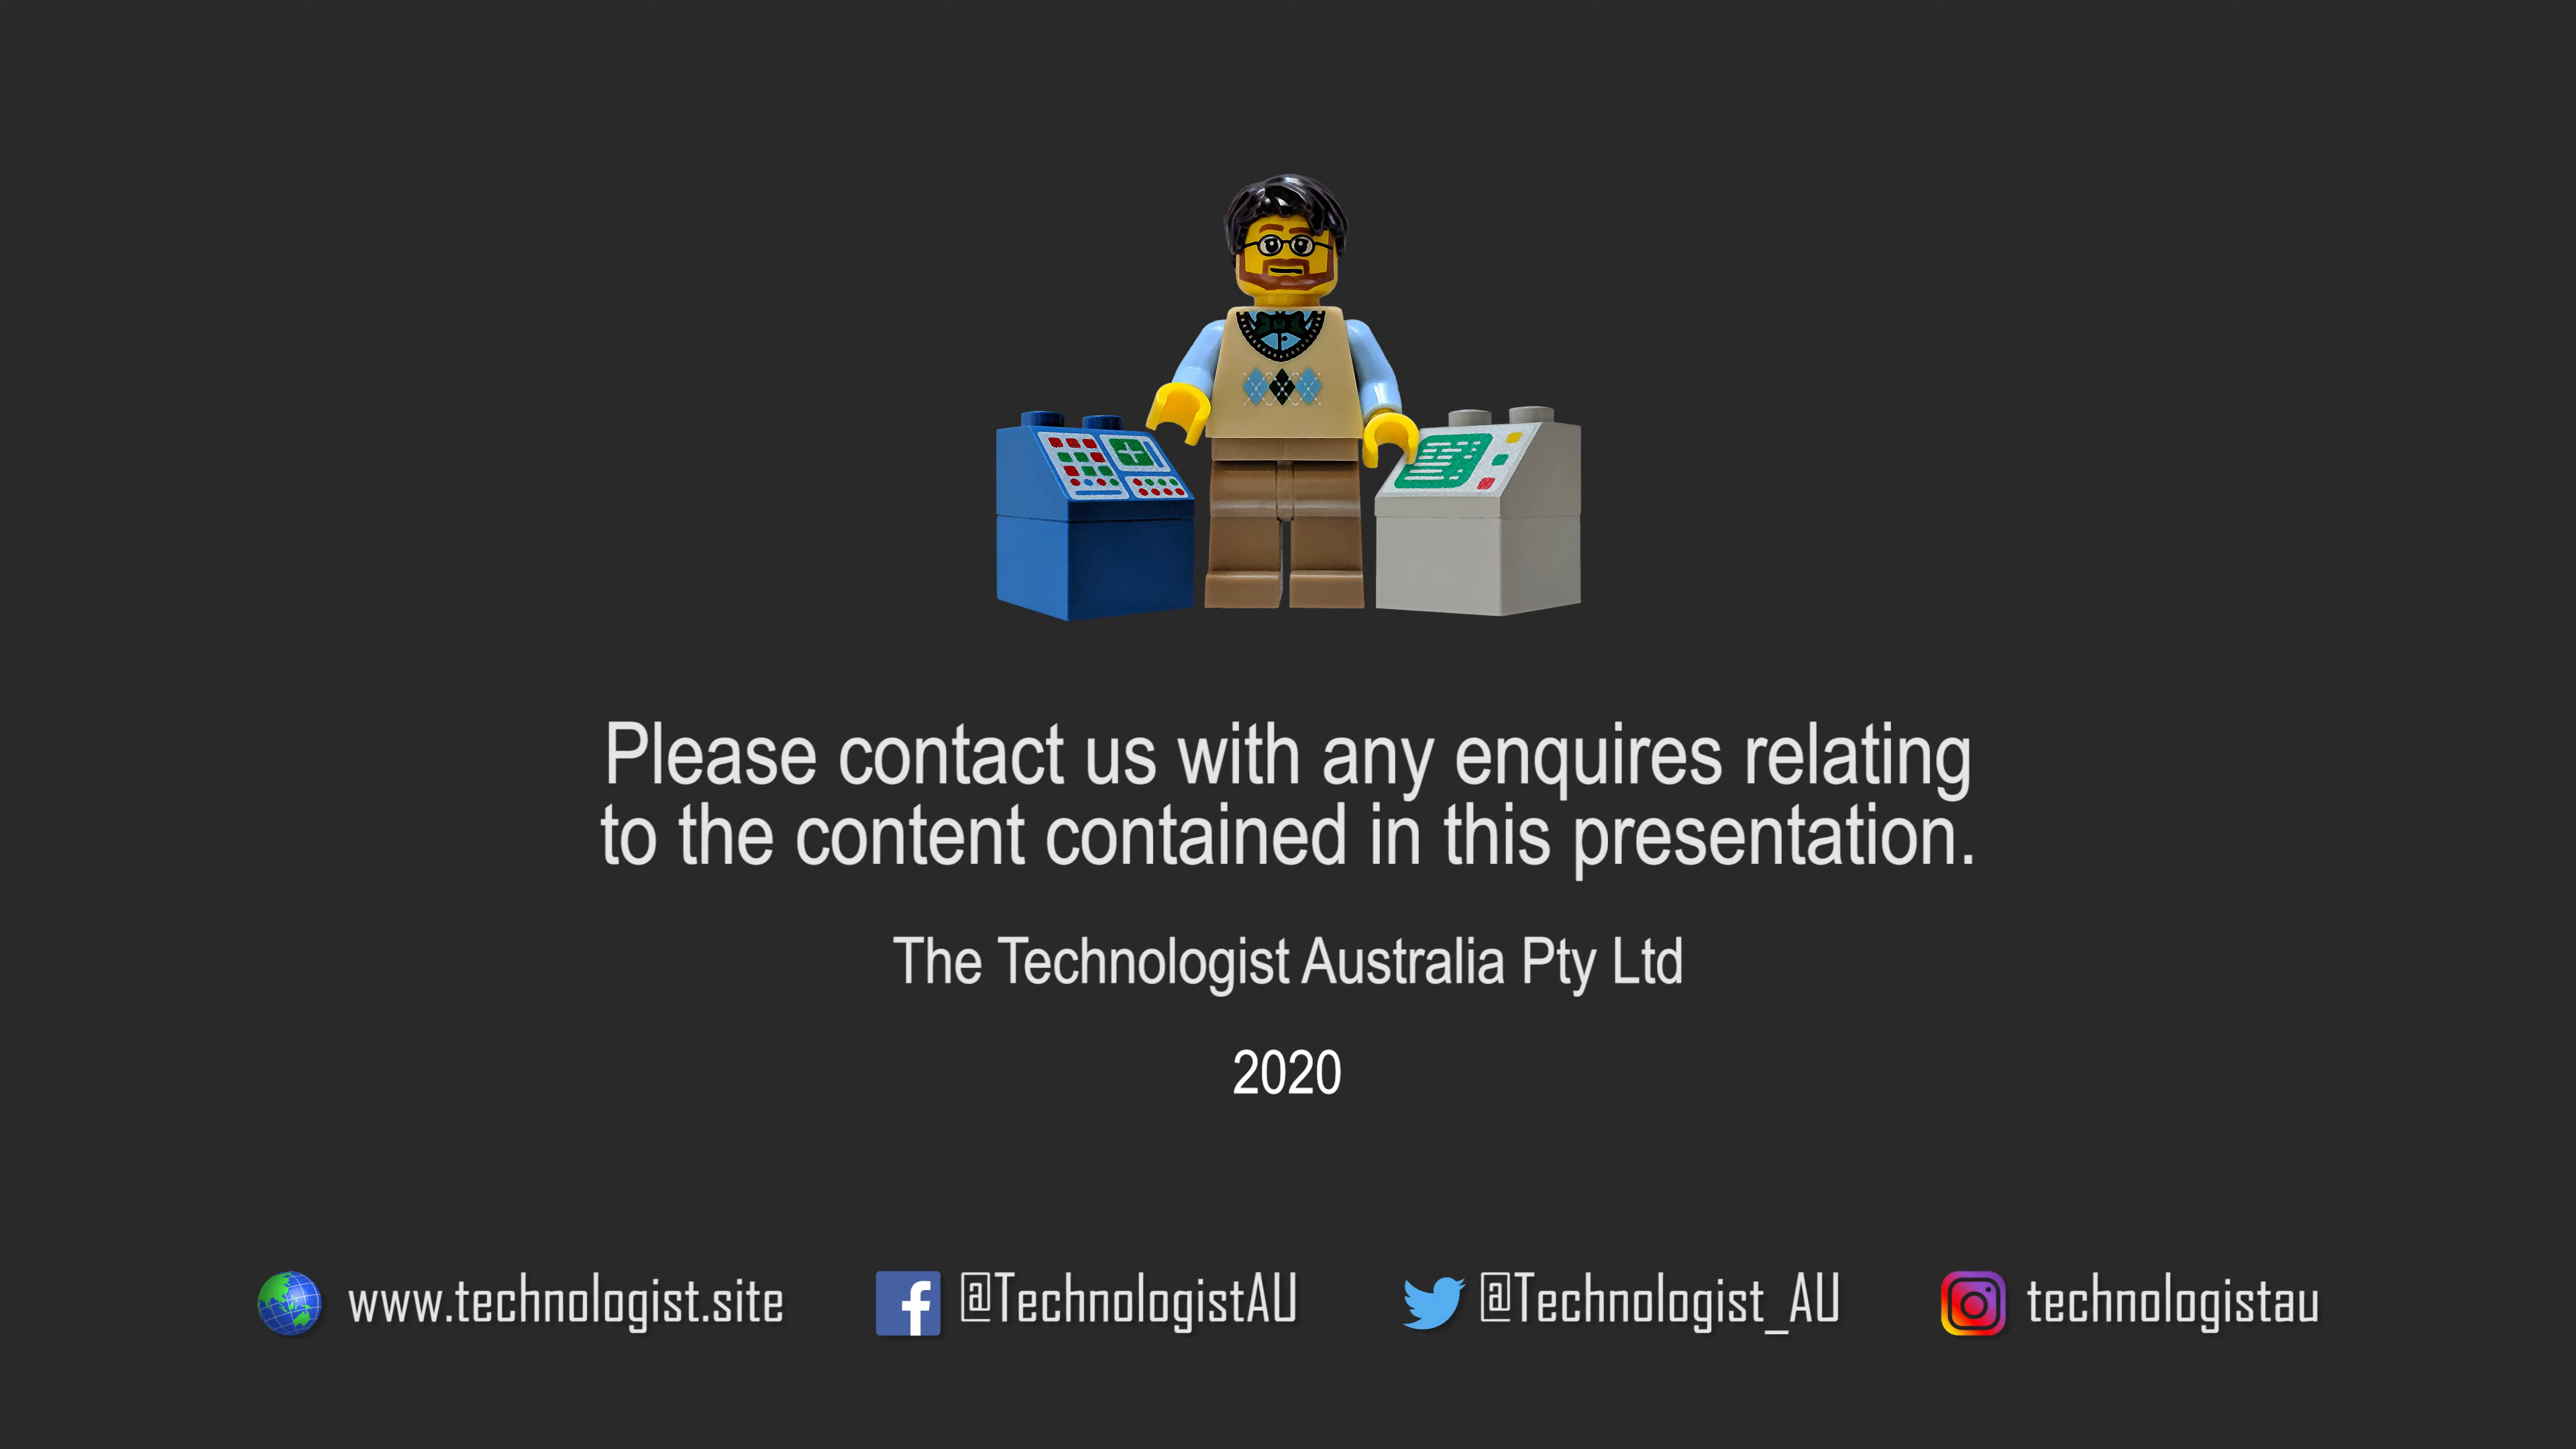 Please contact us with any enquires relating
to the content contained in this presentation.
The Technologist Australia Pty Ltd
2020
www.technologist.site
@TechnologistAU
@Technologist_AU
technologistau